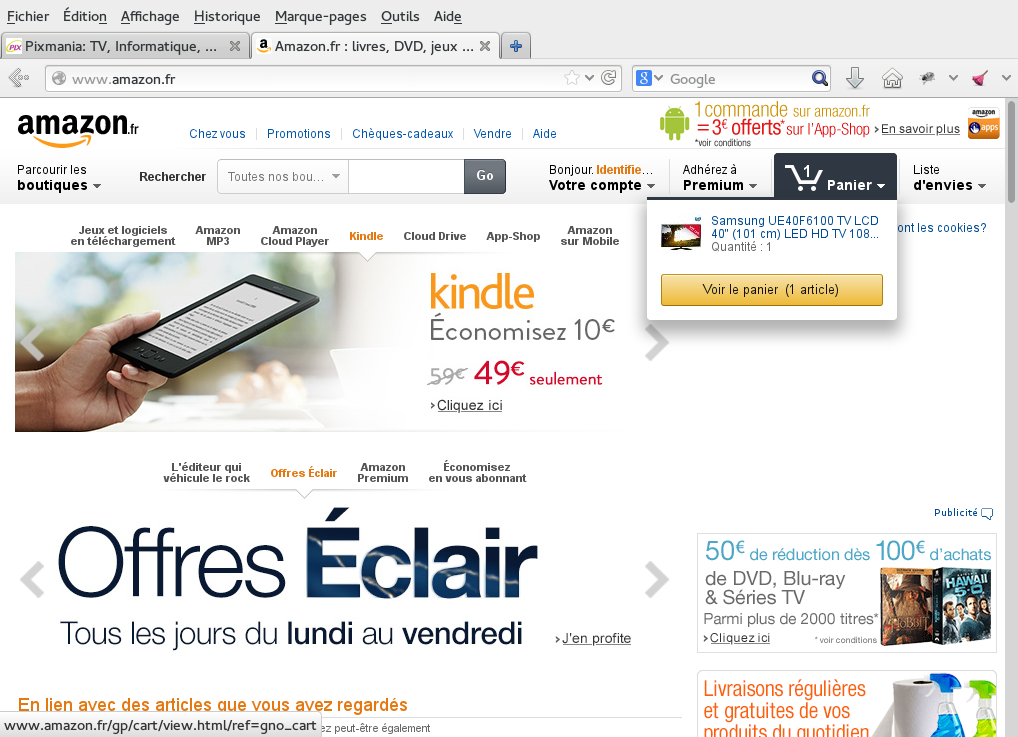 Fichier Édition Affichage Historique Marque-pages Outils Aide
Pixmania: TV, Informatique, ... Amazon.fr : livres, DVD, jeux ...
www.amazon.fr Google
amazon.fr
Chez vous Promotions Chèques-cadeaux Vendre Aide
1 commande sur amazon.fr
= 3€ offerts* sur l'App-Shop
*voir conditions
En savoir plus
amazon
apps
Parcourir les
boutiques
Rechercher Toutes nos bou... Go
Bonjour. Identifie...
Votre compte
Adhérez à
Premium
1 Panier
Liste
d'envies
Jeux et logiciels
en téléchargement
Amazon
MP3
Amazon
Cloud Player
Kindle
Cloud Drive
App-Shop
Amazon
sur Mobile
Samsung UE40F6100 TV LCD
40" (101 cm) LED HD TV 108...
Quantité : 1
ont les cookies?
Voir le panier (1 article)
kindle
Économisez 10€
59€ 49€ seulement
Cliquez ici
L'éditeur qui
véhicule le rock
Offres Éclair
Amazon
Premium
Économisez
en vous abonnant
Offres Éclair
Tous les jours du lundi au vendredi
J'en profite
Publicité
50€ de réduction dès 100€ d'achats
de DVD, Blu-ray
& Séries TV
Parmi plus de 2000 titres*
Cliquez ici
* voir conditions
HOBBIT
HAWAII
5-0
Livraisons régulières
et gratuites de vos
produits du quotidien
En lien avec des articles que vous avez regardés
ez peut-être également
www.amazon.fr/gp/cart/view.html/ref=gno_cart